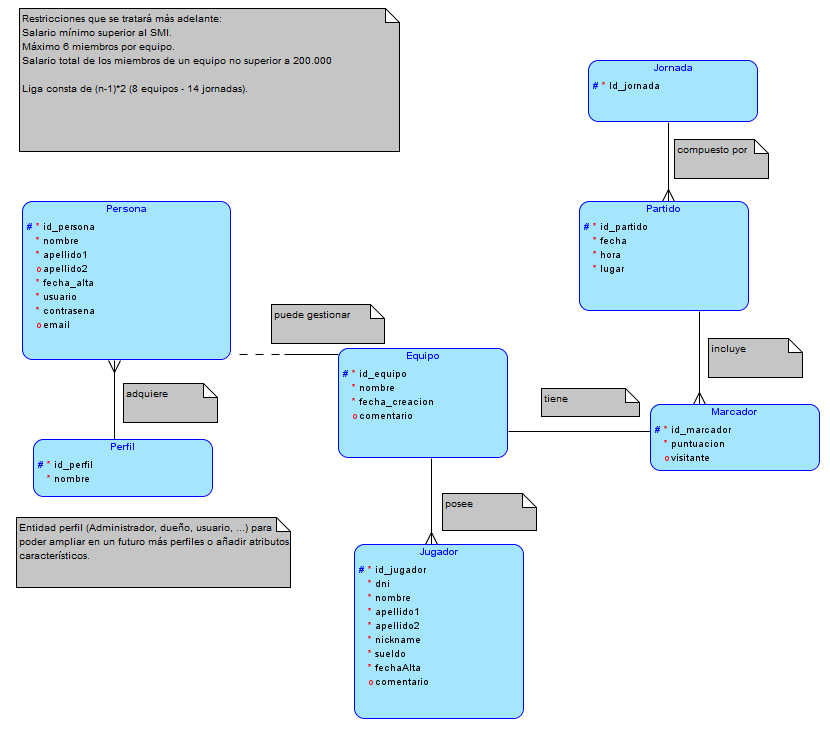 Restricciones que se tratará más adelante:
Salario mínimo superior al SMI.
Máximo 6 miembros por equipo.
Salario total de los miembros de un equipo no superior a 200.000
Liga consta de (n-1)*2 (8 equipos - 14 jornadas).
Jornada
# * Id_jornada
compuesto por
Persona
# * id_persona
* nombre
* apellido1
o apellido2
* fecha_alta
* usuario
* contrasena
o email
Partido
# * id_partido
* fecha
* hora
* lugar
puede gestionar
incluye
Equipo
# * id_equipo
* nombre
* fecha_creacion
o comentario
adquiere
tiene
Marcador
# * id_marcador
* puntuacion
o visitante
Perfil
# * id_perfil
* nombre
posee
Entidad perfil (Administrador, dueño, usuario, ...) para
poder ampliar en un futuro más perfiles o añadir atributos
característicos.
Jugador
# * id_jugador
* dni
* nombre
* apellido1
* apellido2
* nickname
* sueldo
* fechaAlta
o comentario